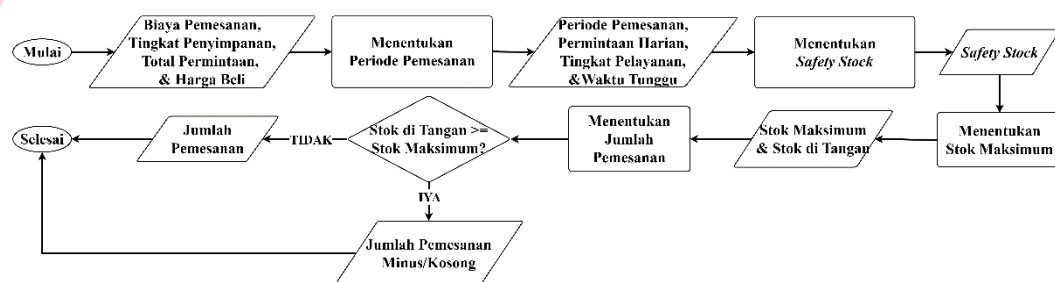 Mulai
Biaya Pemesanan,
Tingkat Penyimpanan,
Total Permintaan,
& Harga Beli
Menentukan
Periode Pemesanan
Periode Pemesanan,
Permintaan Harian,
Tingkat Pelayanan,
&Waktu Tunggu
Menentukan
Safety Stock
Safety Stock
Menentukan
Stok Maksimum
Stok Maksimum
& Stok di Tangan
Menentukan
Jumlah
Pemesanan
Stok di Tangan >=
Stok Maksimum?
TIDAK
Jumlah
Pemesanan
Selesai
IYA
Jumlah Pemesanan
Minus/Kosong